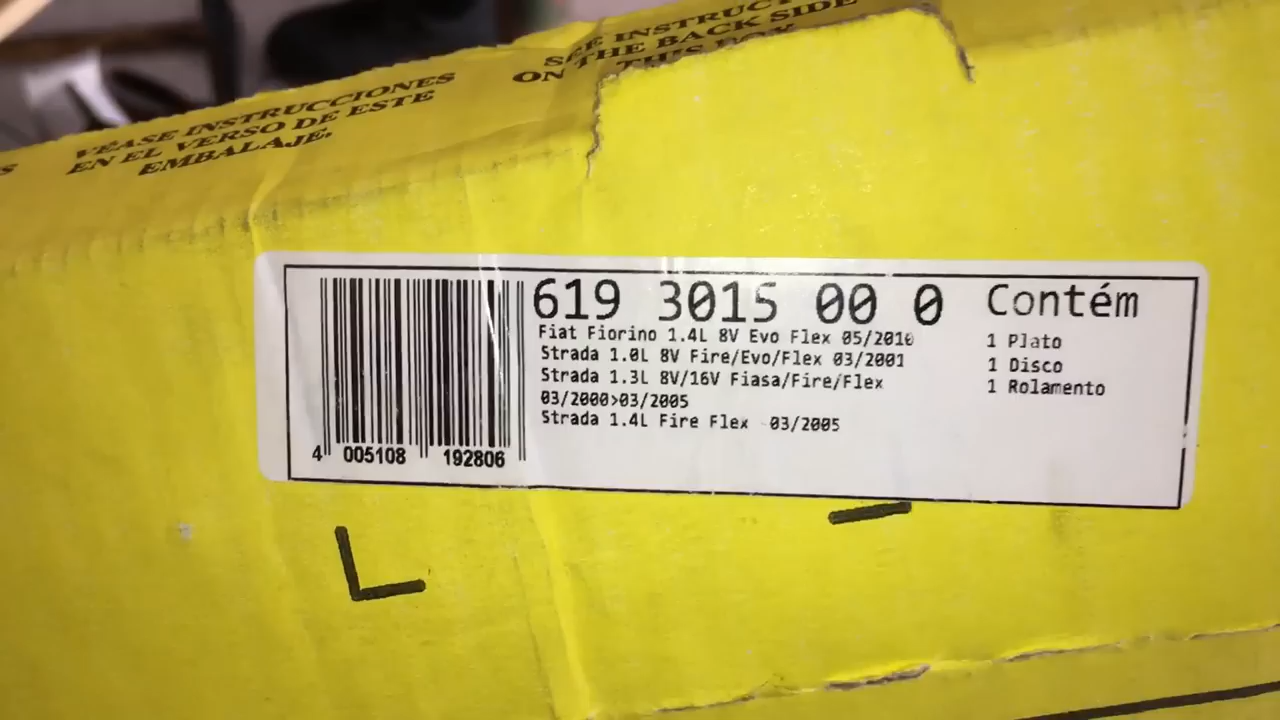 S
VÉASE INSTRUCCIONES
EN EL VERSO DE ESTE
EMBALAJE.
SEE INSTRUCT
ON THE BACK SIDE
THIS BOX
619 3015 00 0
Fiat Fiorino 1.4L 8V Evo Flex 05/2010
Strada 1.0L 8V Fire/Evo/Flex 03/2001
Strada 1.3L 8V/16V Fiasa/Fire/Flex
03/2000>03/2005
Strada 1.4L Fire Flex 03/2005
Contém
1 Plato
1 Disco
1 Rolamento
4 005108 192806